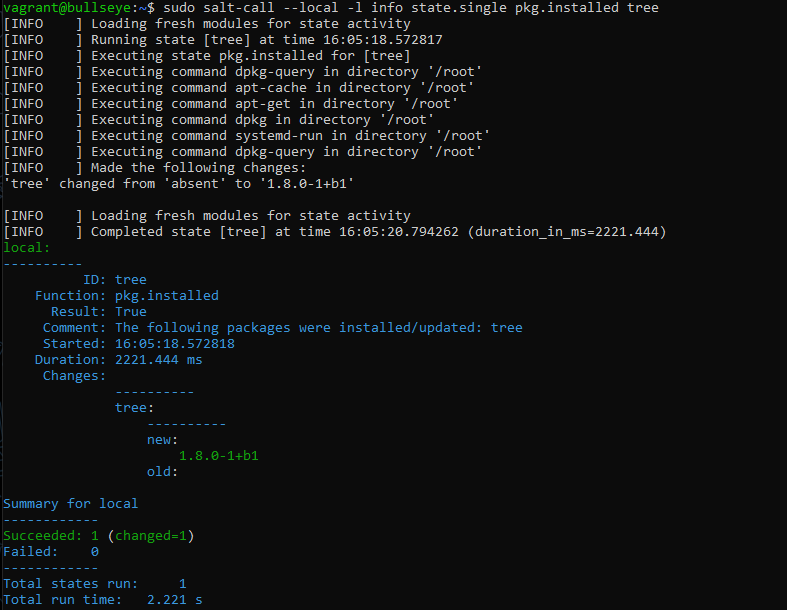 vagrant@bullseye:~$ sudo salt-call --local -l info state.single pkg.installed tree
[INFO    ] Loading fresh modules for state activity
[INFO    ] Running state [tree] at time 16:05:18.572817
[INFO    ] Executing state pkg.installed for [tree]
[INFO    ] Executing command dpkg-query in directory '/root'
[INFO    ] Executing command apt-cache in directory '/root'
[INFO    ] Executing command apt-get in directory '/root'
[INFO    ] Executing command dpkg in directory '/root'
[INFO    ] Executing command systemd-run in directory '/root'
[INFO    ] Executing command dpkg-query in directory '/root'
[INFO    ] Made the following changes:
'tree' changed from 'absent' to '1.8.0-1+b1'

[INFO    ] Loading fresh modules for state activity
[INFO    ] Completed state [tree] at time 16:05:20.794262 (duration_in_ms=2221.444)
local:
----------
          ID: tree
    Function: pkg.installed
      Result: True
     Comment: The following packages were installed/updated: tree
     Started: 16:05:18.572818
    Duration: 2221.444 ms
     Changes:
              ----------
              tree:
                  ----------
                  new:
                      1.8.0-1+b1
                  old:

Summary for local
------------
Succeeded: 1 (changed=1)
Failed:    0
------------
Total states run:     1
Total run time:   2.221 s